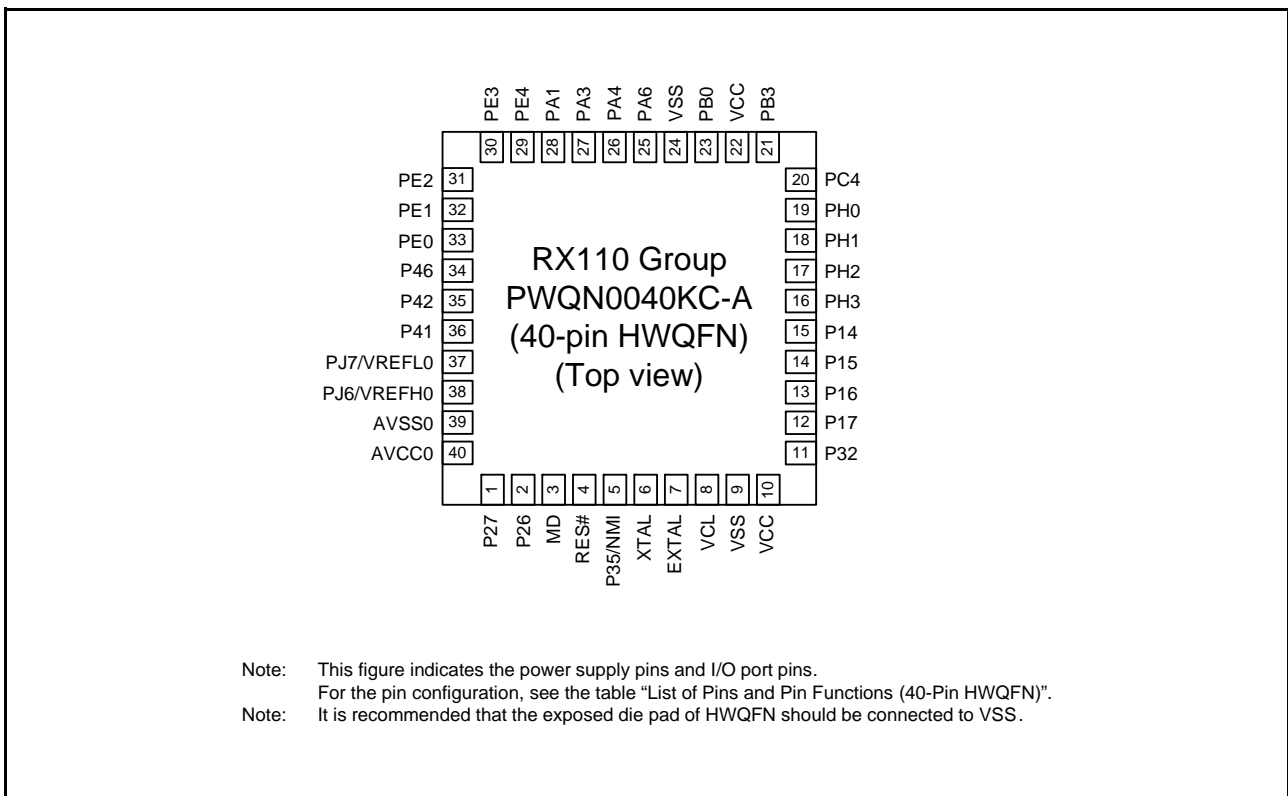 PE3
PE4
PA1
PA3
PA4
PA6
VSS
PB0
VCC
PB3
30
29
28
27
26
25
24
23
22
21
PE2 31
PE1 32
PE0 33
P46 34
P42 35
P41 36
PJ7/VREFL0 37
PJ6/VREFH0 38
AVSS0 39
AVCC0 40
RX110 Group
PWQN0040KC-A
(40-pin HWQFN)
(Top view)
20 PC4
19 PH0
18 PH1
17 PH2
16 PH3
15 P14
14 P15
13 P16
12 P17
11 P32
1
2
3
4
5
6
7
8
9
10
P27
P26
MD
RES#
P35/NMI
XTAL
EXTAL
VCL
VSS
VCC
Note: This figure indicates the power supply pins and I/O port pins.
For the pin configuration, see the table “List of Pins and Pin Functions (40-Pin HWQFN)”.
Note: It is recommended that the exposed die pad of HWQFN should be connected to VSS.